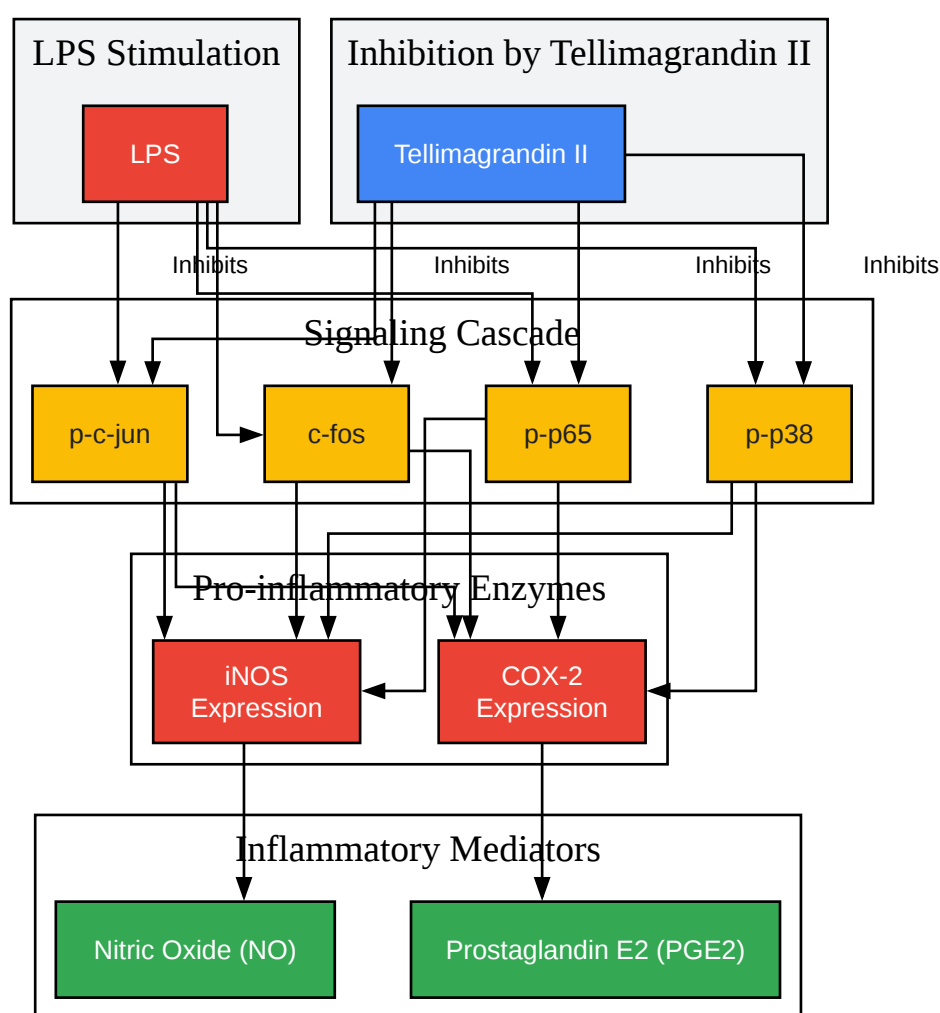 LPS Stimulation
Inhibition by Tellimagrandin II
LPS
Tellimagrandin II
Inhibits
Inhibits
Inhibits
Inhibits
Signaling Cascade
p-c-jun
c-fos
p-p65
p-p38
Pro-inflammatory Enzymes
iNOS
Expression
COX-2
Expression
Inflammatory Mediators
Nitric Oxide (NO)
Prostaglandin E2 (PGE2)